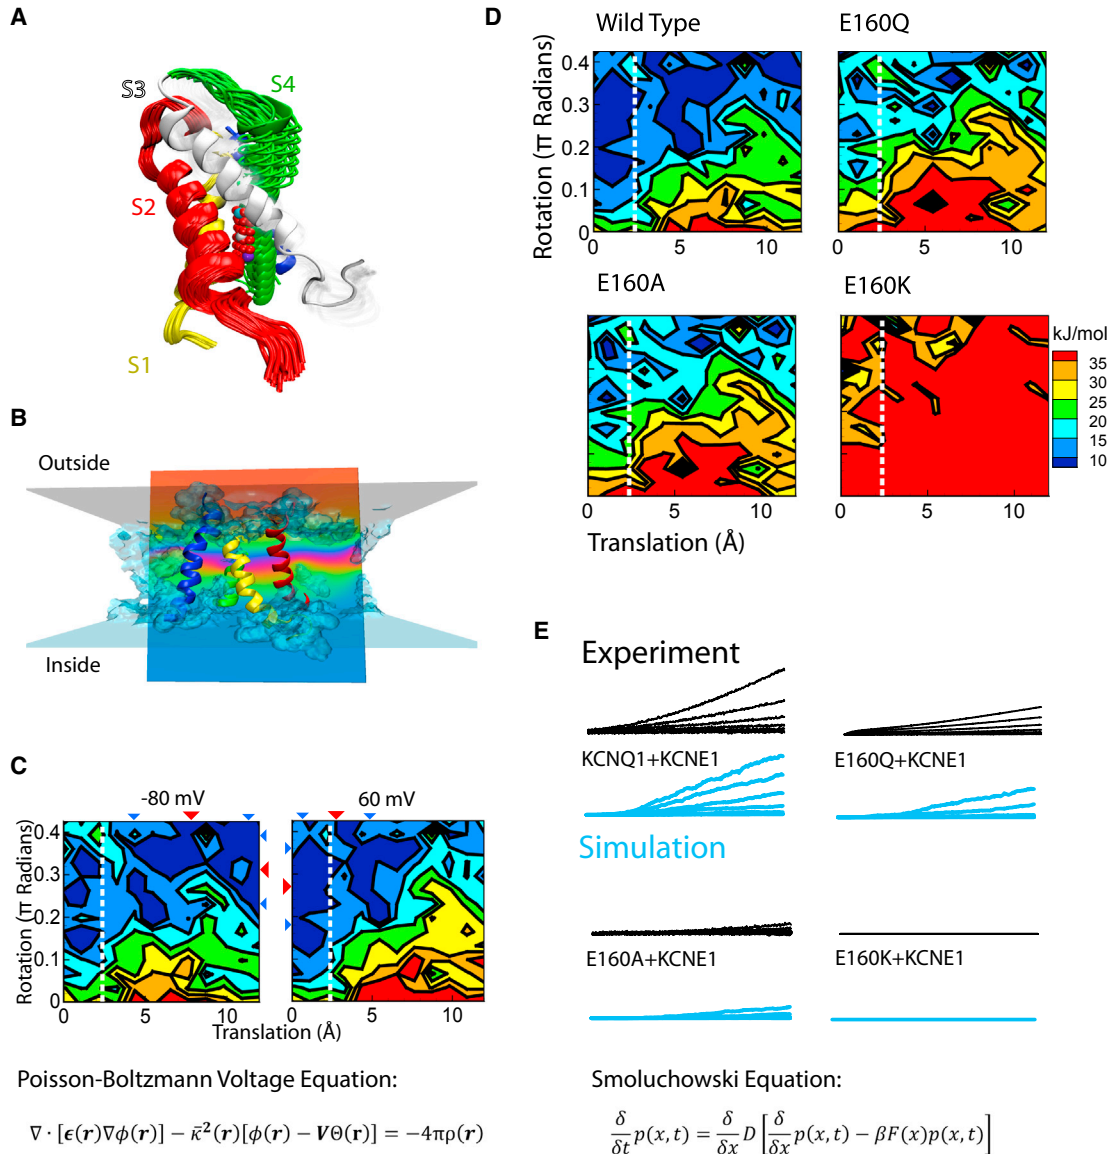 A
S3
S4
S2
S1
B
Outside
Inside
C
-80 mV
60 mV
Rotation (π Radians)
0.4
0.3
0.2
0.1
0
0
5
10
0
5
10
Translation (Å)
Poisson-Boltzmann Voltage Equation:
∇ · [ϵ(r)∇ϕ(r)] − κ̄²(r)[ϕ(r) − VΘ(r)] = −4πρ(r)
D
Wild Type
E160Q
Rotation (π Radians)
0.4
0.3
0.2
0.1
0
0
5
10
0
5
10
E160A
E160K
0
5
10
0
5
10
kJ/mol
35
30
25
20
15
10
Translation (Å)
E
Experiment
KCNQ1+KCNE1
E160Q+KCNE1
Simulation
E160A+KCNE1
E160K+KCNE1
Smoluchowski Equation:
δ/δt p(x,t) = δ/δx D [δ/δx p(x,t) − βF(x)p(x,t)]